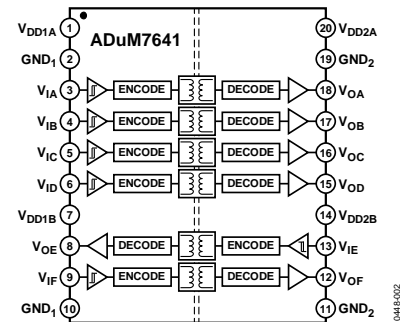 ADuM7641
VDD1A 1 20 VDD2A
GND1 2 19 GND2
VIA 3 ENCODE DECODE 18 VOA
VIB 4 ENCODE DECODE 17 VOB
VIC 5 ENCODE DECODE 16 VOC
VID 6 ENCODE DECODE 15 VOD
VDD1B 7 14 VDD2B
VOE 8 DECODE ENCODE 13 VIE
VIF 9 ENCODE DECODE 12 VOF
GND1 10 11 GND2
0448-002